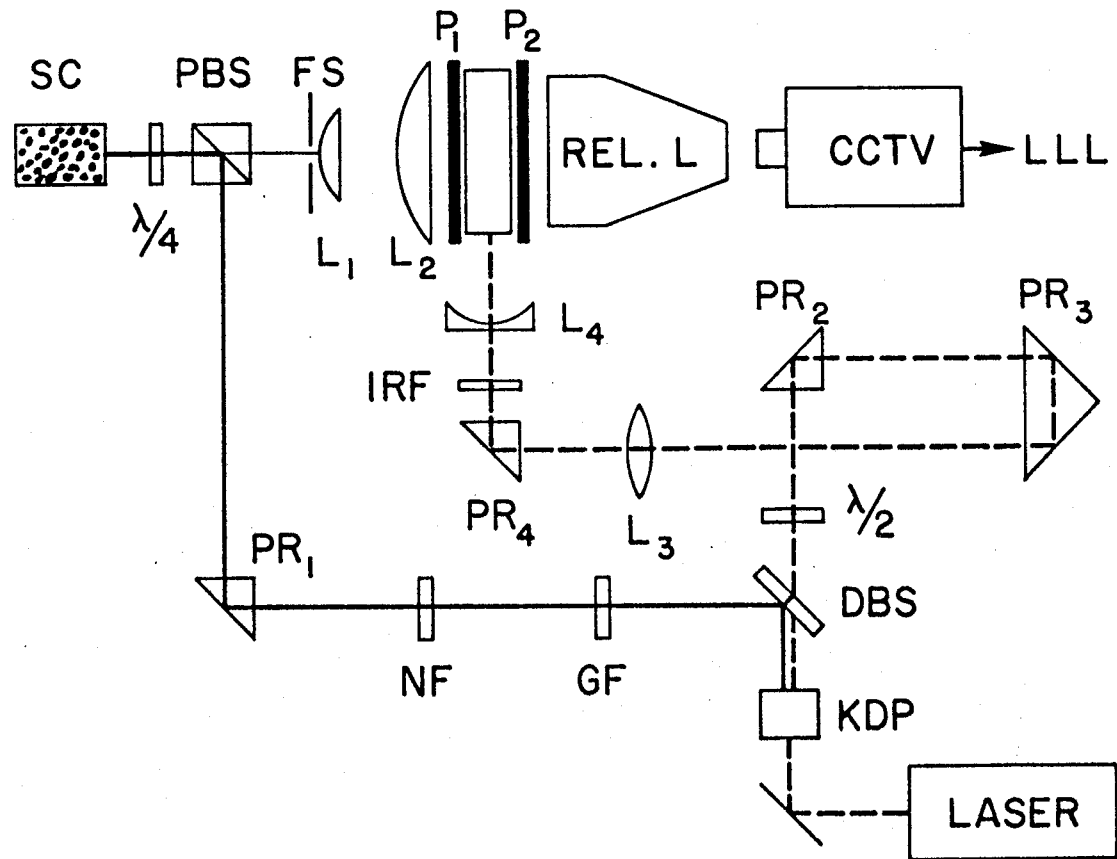 P₁ P₂
SC PBS FS
REL. L CCTV LLL
λ/4 L₁ L₂
PR₂ PR₃
L₄
IRF
PR₄ L₃ λ/2
PR₁
DBS
NF GF
KDP
LASER